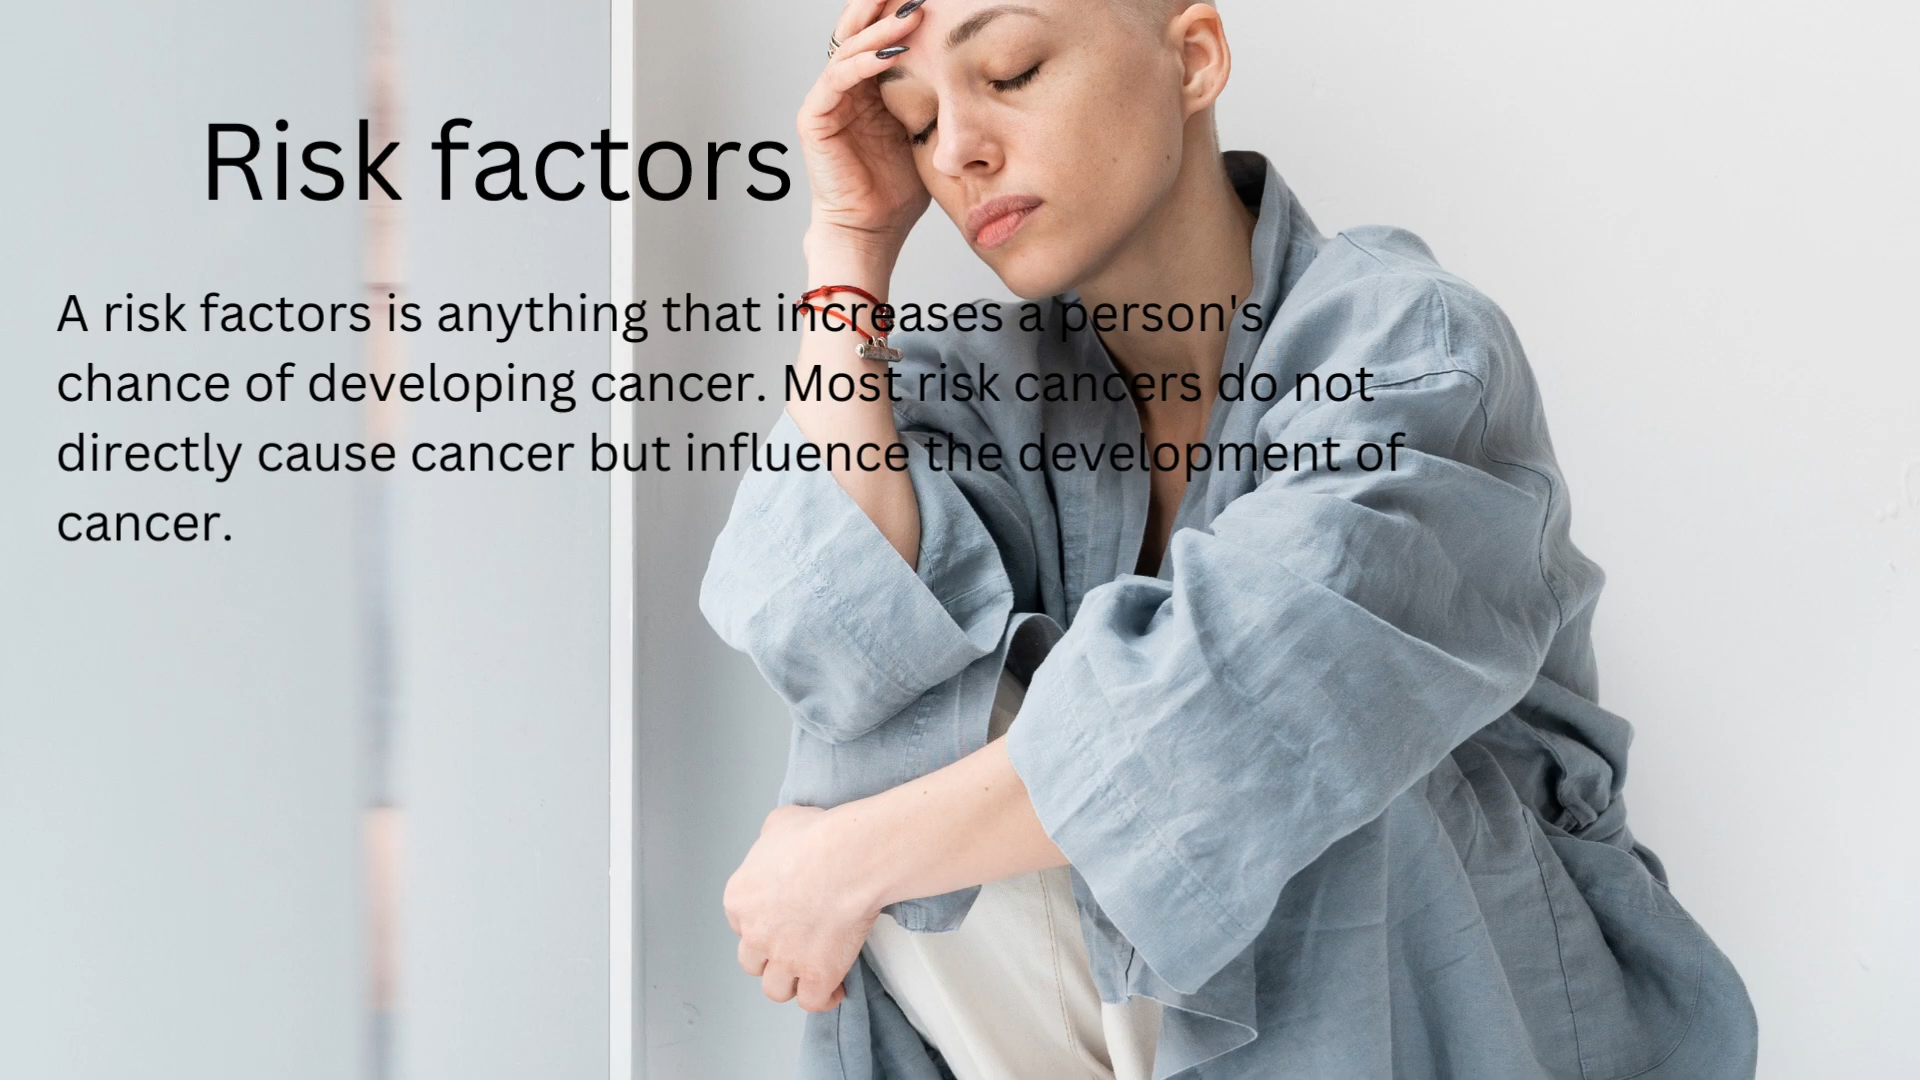 Risk factors
A risk factors is anything that increases a person's
chance of developing cancer. Most risk cancers do not
directly cause cancer but influence the development of
cancer.